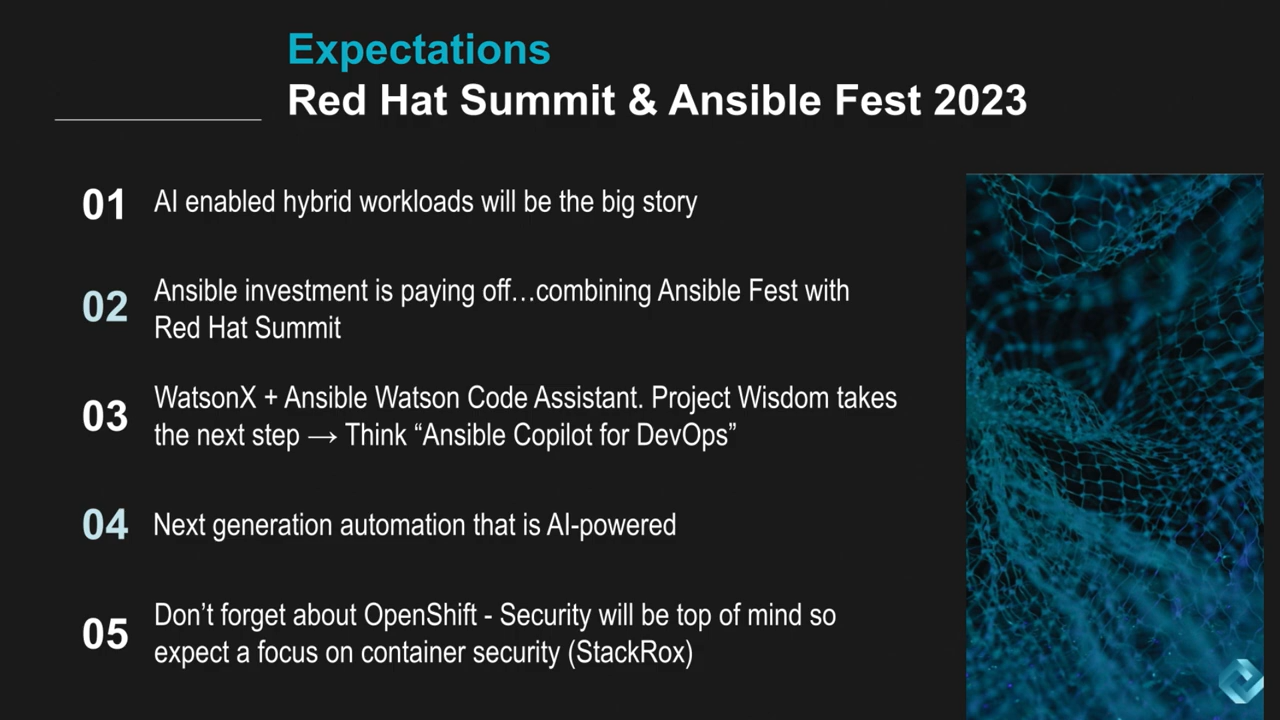 Expectations
Red Hat Summit & Ansible Fest 2023
01 AI enabled hybrid workloads will be the big story
02 Ansible investment is paying off…combining Ansible Fest with
Red Hat Summit
03 WatsonX + Ansible Watson Code Assistant. Project Wisdom takes
the next step → Think “Ansible Copilot for DevOps”
04 Next generation automation that is AI-powered
05 Don’t forget about OpenShift - Security will be top of mind so
expect a focus on container security (StackRox)